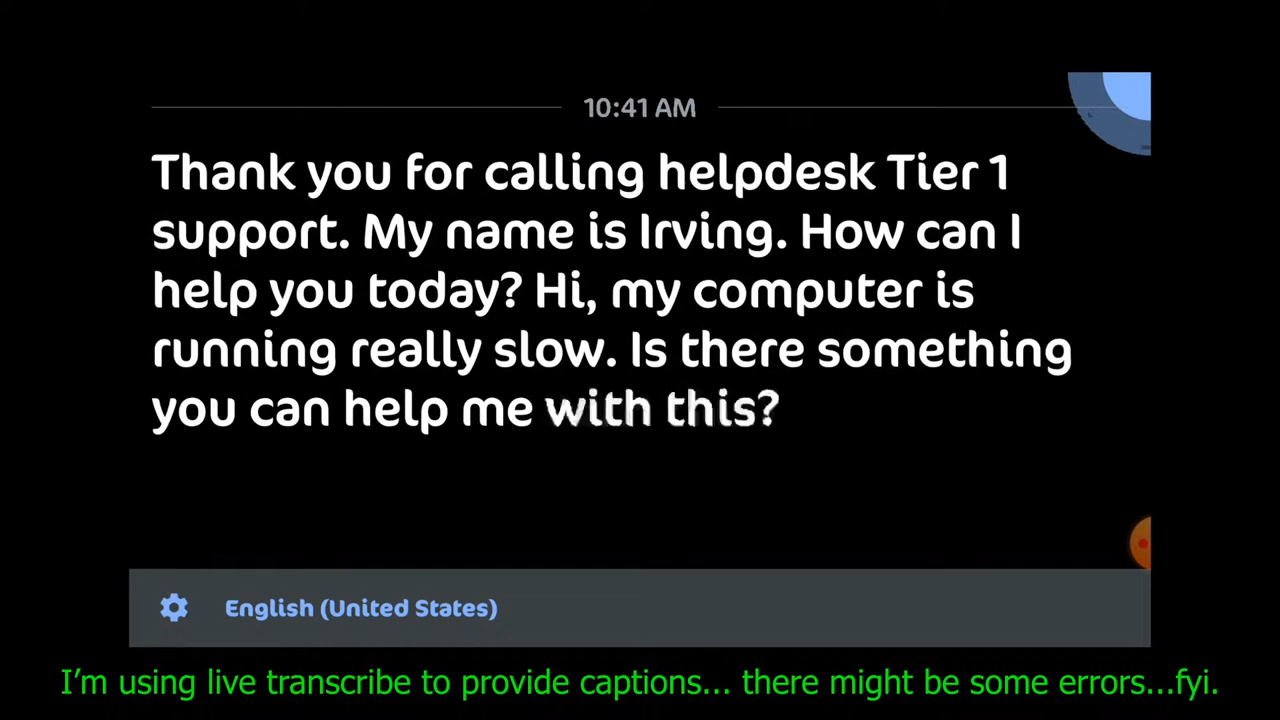 10:41 AM
Thank you for calling helpdesk Tier 1
support. My name is Irving. How can I
help you today? Hi, my computer is
running really slow. Is there something
you can help me with this?
English (United States)
I'm using live transcribe to provide captions... there might be some errors...fyi.